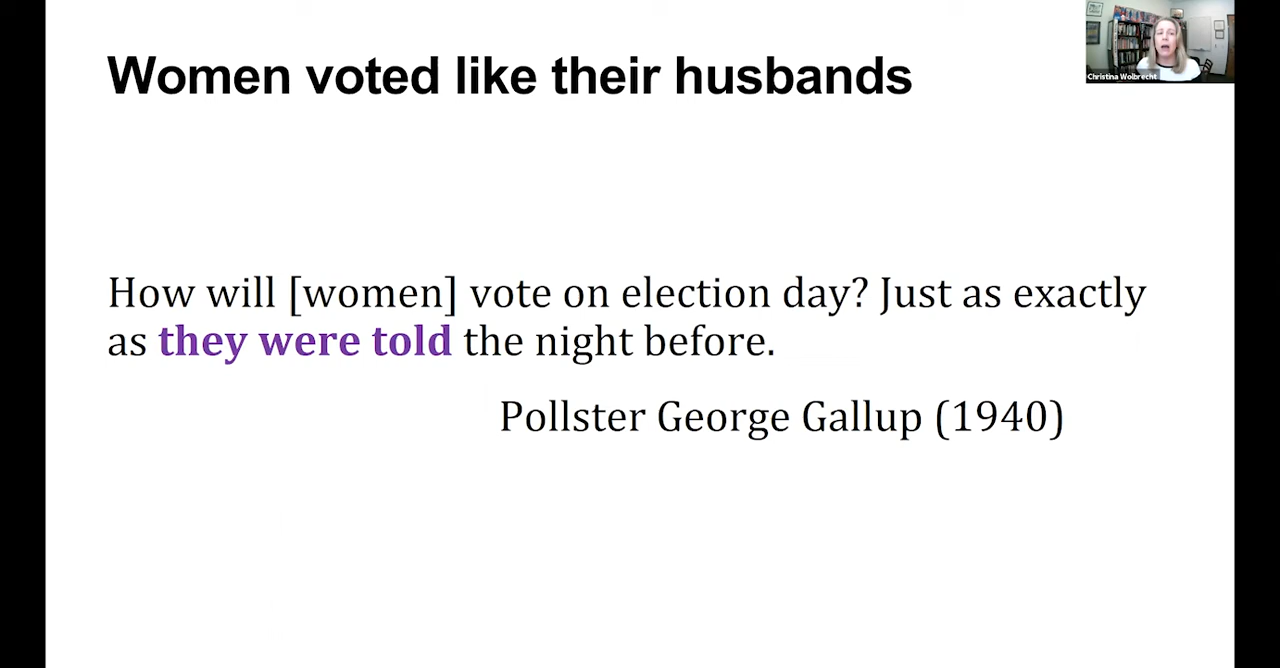 Women voted like their husbands
Christina Wolbrecht
How will [women] vote on election day? Just as exactly
as they were told the night before.
Pollster George Gallup (1940)